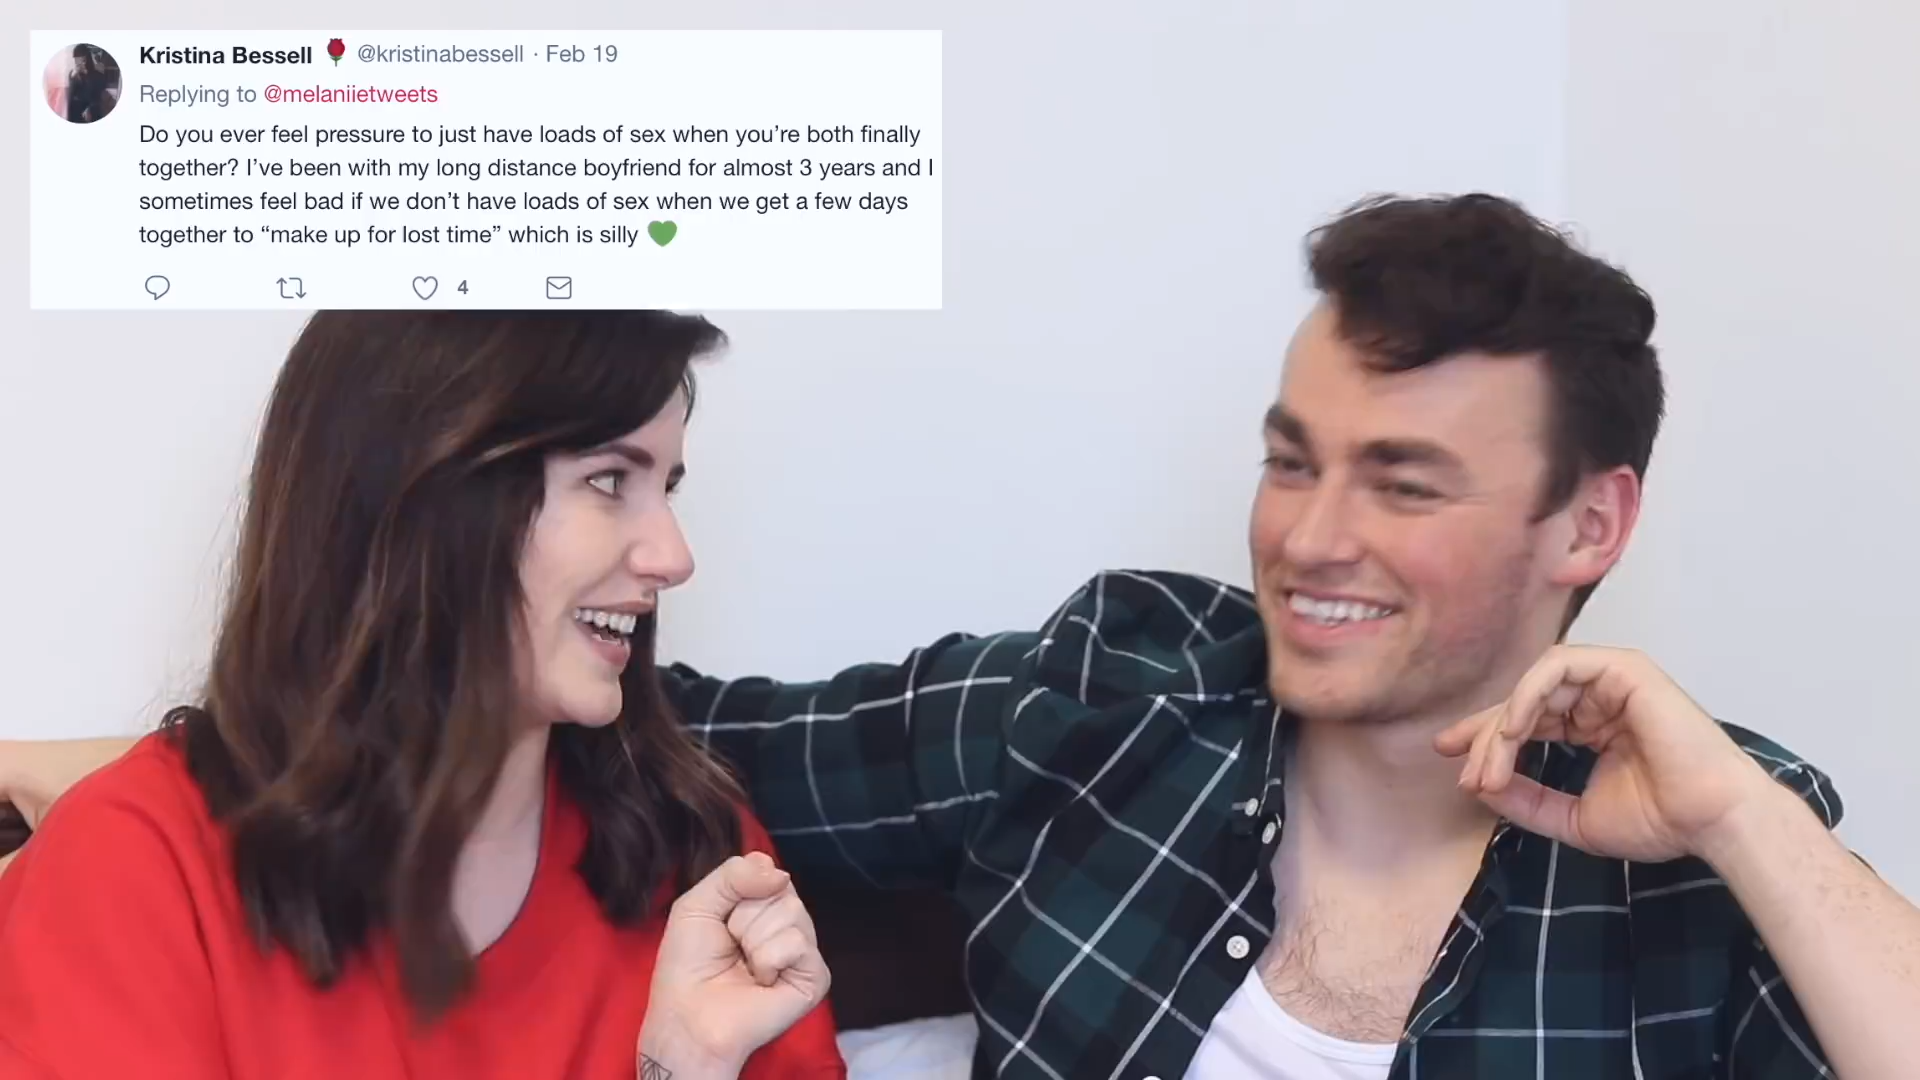 Kristina Bessell 🌹 @kristinabessell · Feb 19
Replying to @melaniietweets
Do you ever feel pressure to just have loads of sex when you’re both finally
together? I’ve been with my long distance boyfriend for almost 3 years and I
sometimes feel bad if we don’t have loads of sex when we get a few days
together to “make up for lost time” which is silly 💚
4